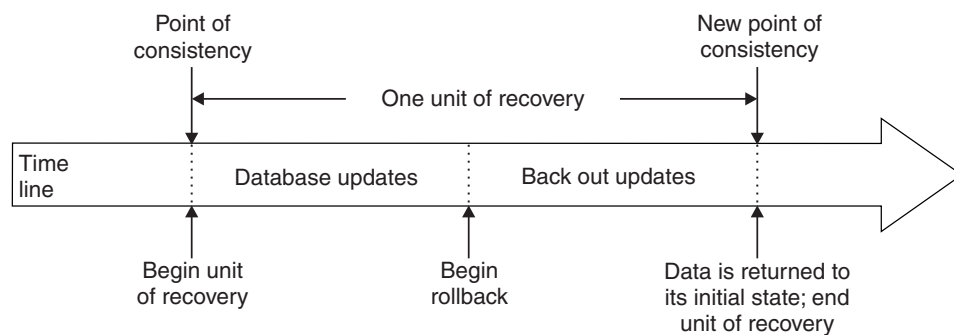 Point of
consistency
New point of
consistency
One unit of recovery
Time
line
Database updates
Back out updates
Begin unit
of recovery
Begin
rollback
Data is returned to
its initial state; end
unit of recovery